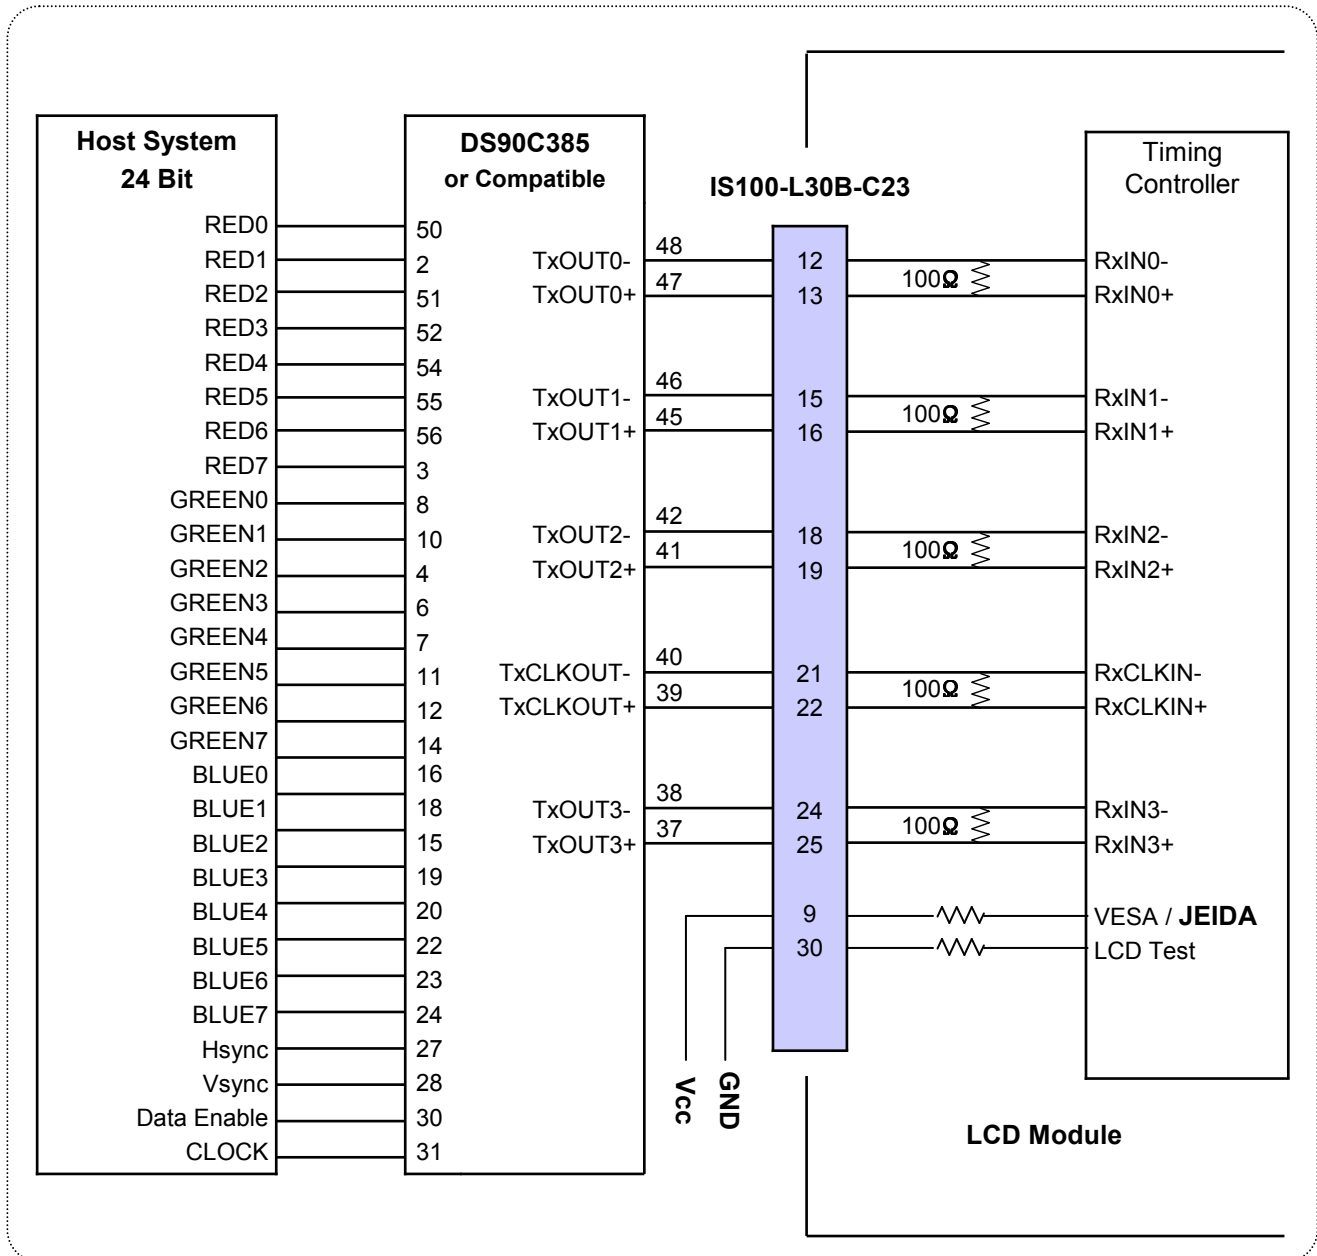 Host System
24 Bit
RED0
RED1
RED2
RED3
RED4
RED5
RED6
RED7
GREEN0
GREEN1
GREEN2
GREEN3
GREEN4
GREEN5
GREEN6
GREEN7
BLUE0
BLUE1
BLUE2
BLUE3
BLUE4
BLUE5
BLUE6
BLUE7
Hsync
Vsync
Data Enable
CLOCK
DS90C385
or Compatible
50
2
51
52
54
55
56
3
8
10
4
6
7
11
12
14
16
18
15
19
20
22
23
24
27
28
30
31
TxOUT0-
TxOUT0+
TxOUT1-
TxOUT1+
TxOUT2-
TxOUT2+
TxCLKOUT-
TxCLKOUT+
TxOUT3-
TxOUT3+
48
47
46
45
42
41
40
39
38
37
Vcc
GND
IS100-L30B-C23
12
13
15
16
18
19
21
22
24
25
9
30
100Ω
100Ω
100Ω
100Ω
100Ω
Timing
Controller
RxIN0-
RxIN0+
RxIN1-
RxIN1+
RxIN2-
RxIN2+
RxCLKIN-
RxCLKIN+
RxIN3-
RxIN3+
VESA / JEIDA
LCD Test
LCD Module